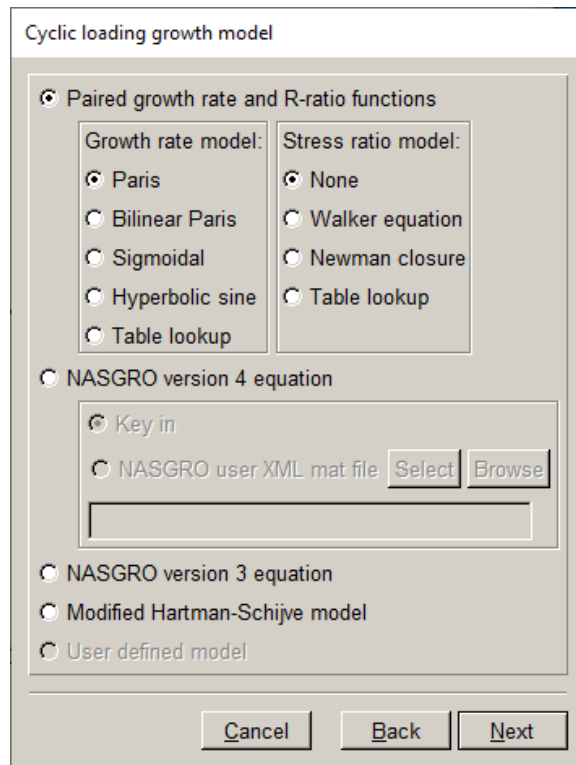 Cyclic loading growth model
Paired growth rate and R-ratio functions
Growth rate model:
Paris
Bilinear Paris
Sigmoidal
Hyperbolic sine
Table lookup
Stress ratio model:
None
Walker equation
Newman closure
Table lookup
NASGRO version 4 equation
Key in
NASGRO user XML mat file Select Browse
NASGRO version 3 equation
Modified Hartman-Schijve model
User defined model
Cancel Back Next